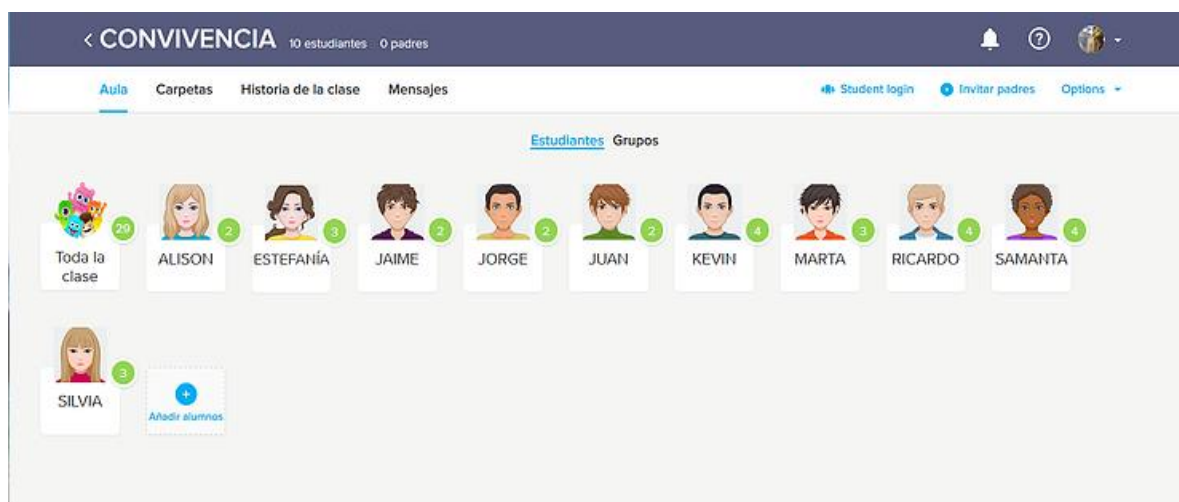 < CONVIVENCIA 10 estudiantes 0 padres
Aula Carpetas Historia de la clase Mensajes Student login Invitar padres Options
Estudiantes Grupos
29 2 3 2 2 2 4 3 4 4
Toda la clase ALISON ESTEFANÍA JAIME JORGE JUAN KEVIN MARTA RICARDO SAMANTA
3
SILVIA
Añadir alumnos